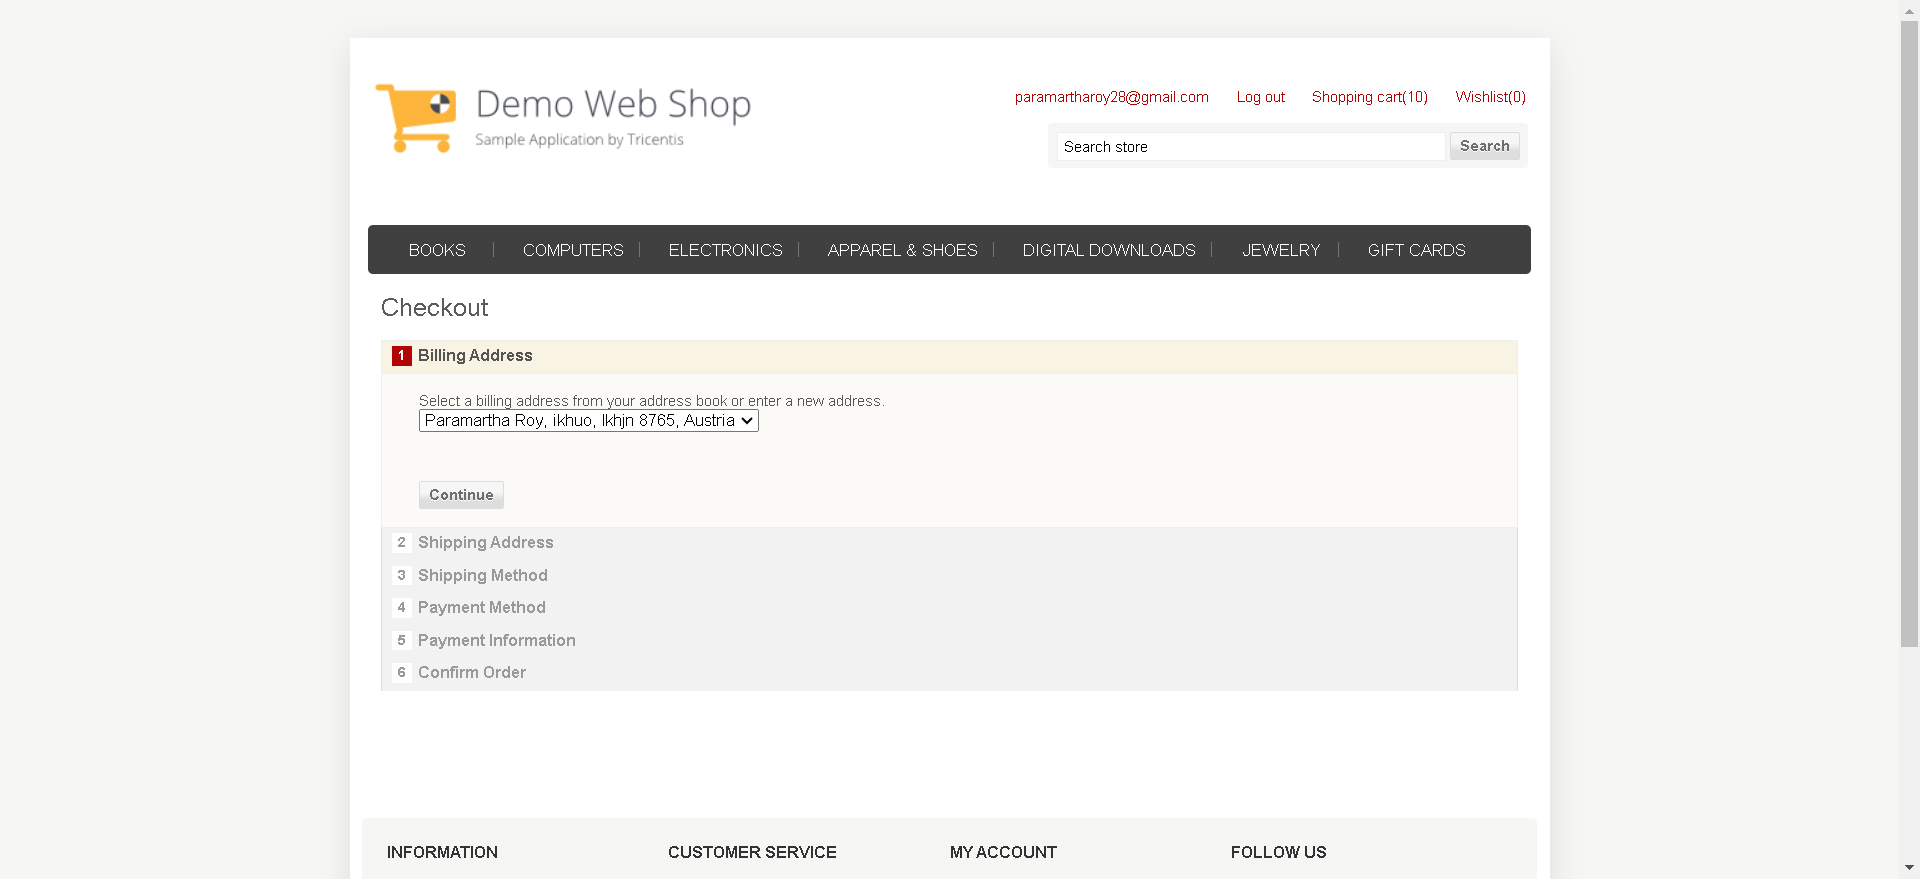 Demo Web Shop
Sample Application by Tricentis
paramartharoy28@gmail.com Log out Shopping cart(10) Wishlist(0)
Search store Search
BOOKS COMPUTERS ELECTRONICS APPAREL & SHOES DIGITAL DOWNLOADS JEWELRY GIFT CARDS
Checkout
1 Billing Address
Select a billing address from your address book or enter a new address.
Paramartha Roy, ikhuo, lkhjn 8765, Austria
Continue
2 Shipping Address
3 Shipping Method
4 Payment Method
5 Payment Information
6 Confirm Order
INFORMATION CUSTOMER SERVICE MY ACCOUNT FOLLOW US